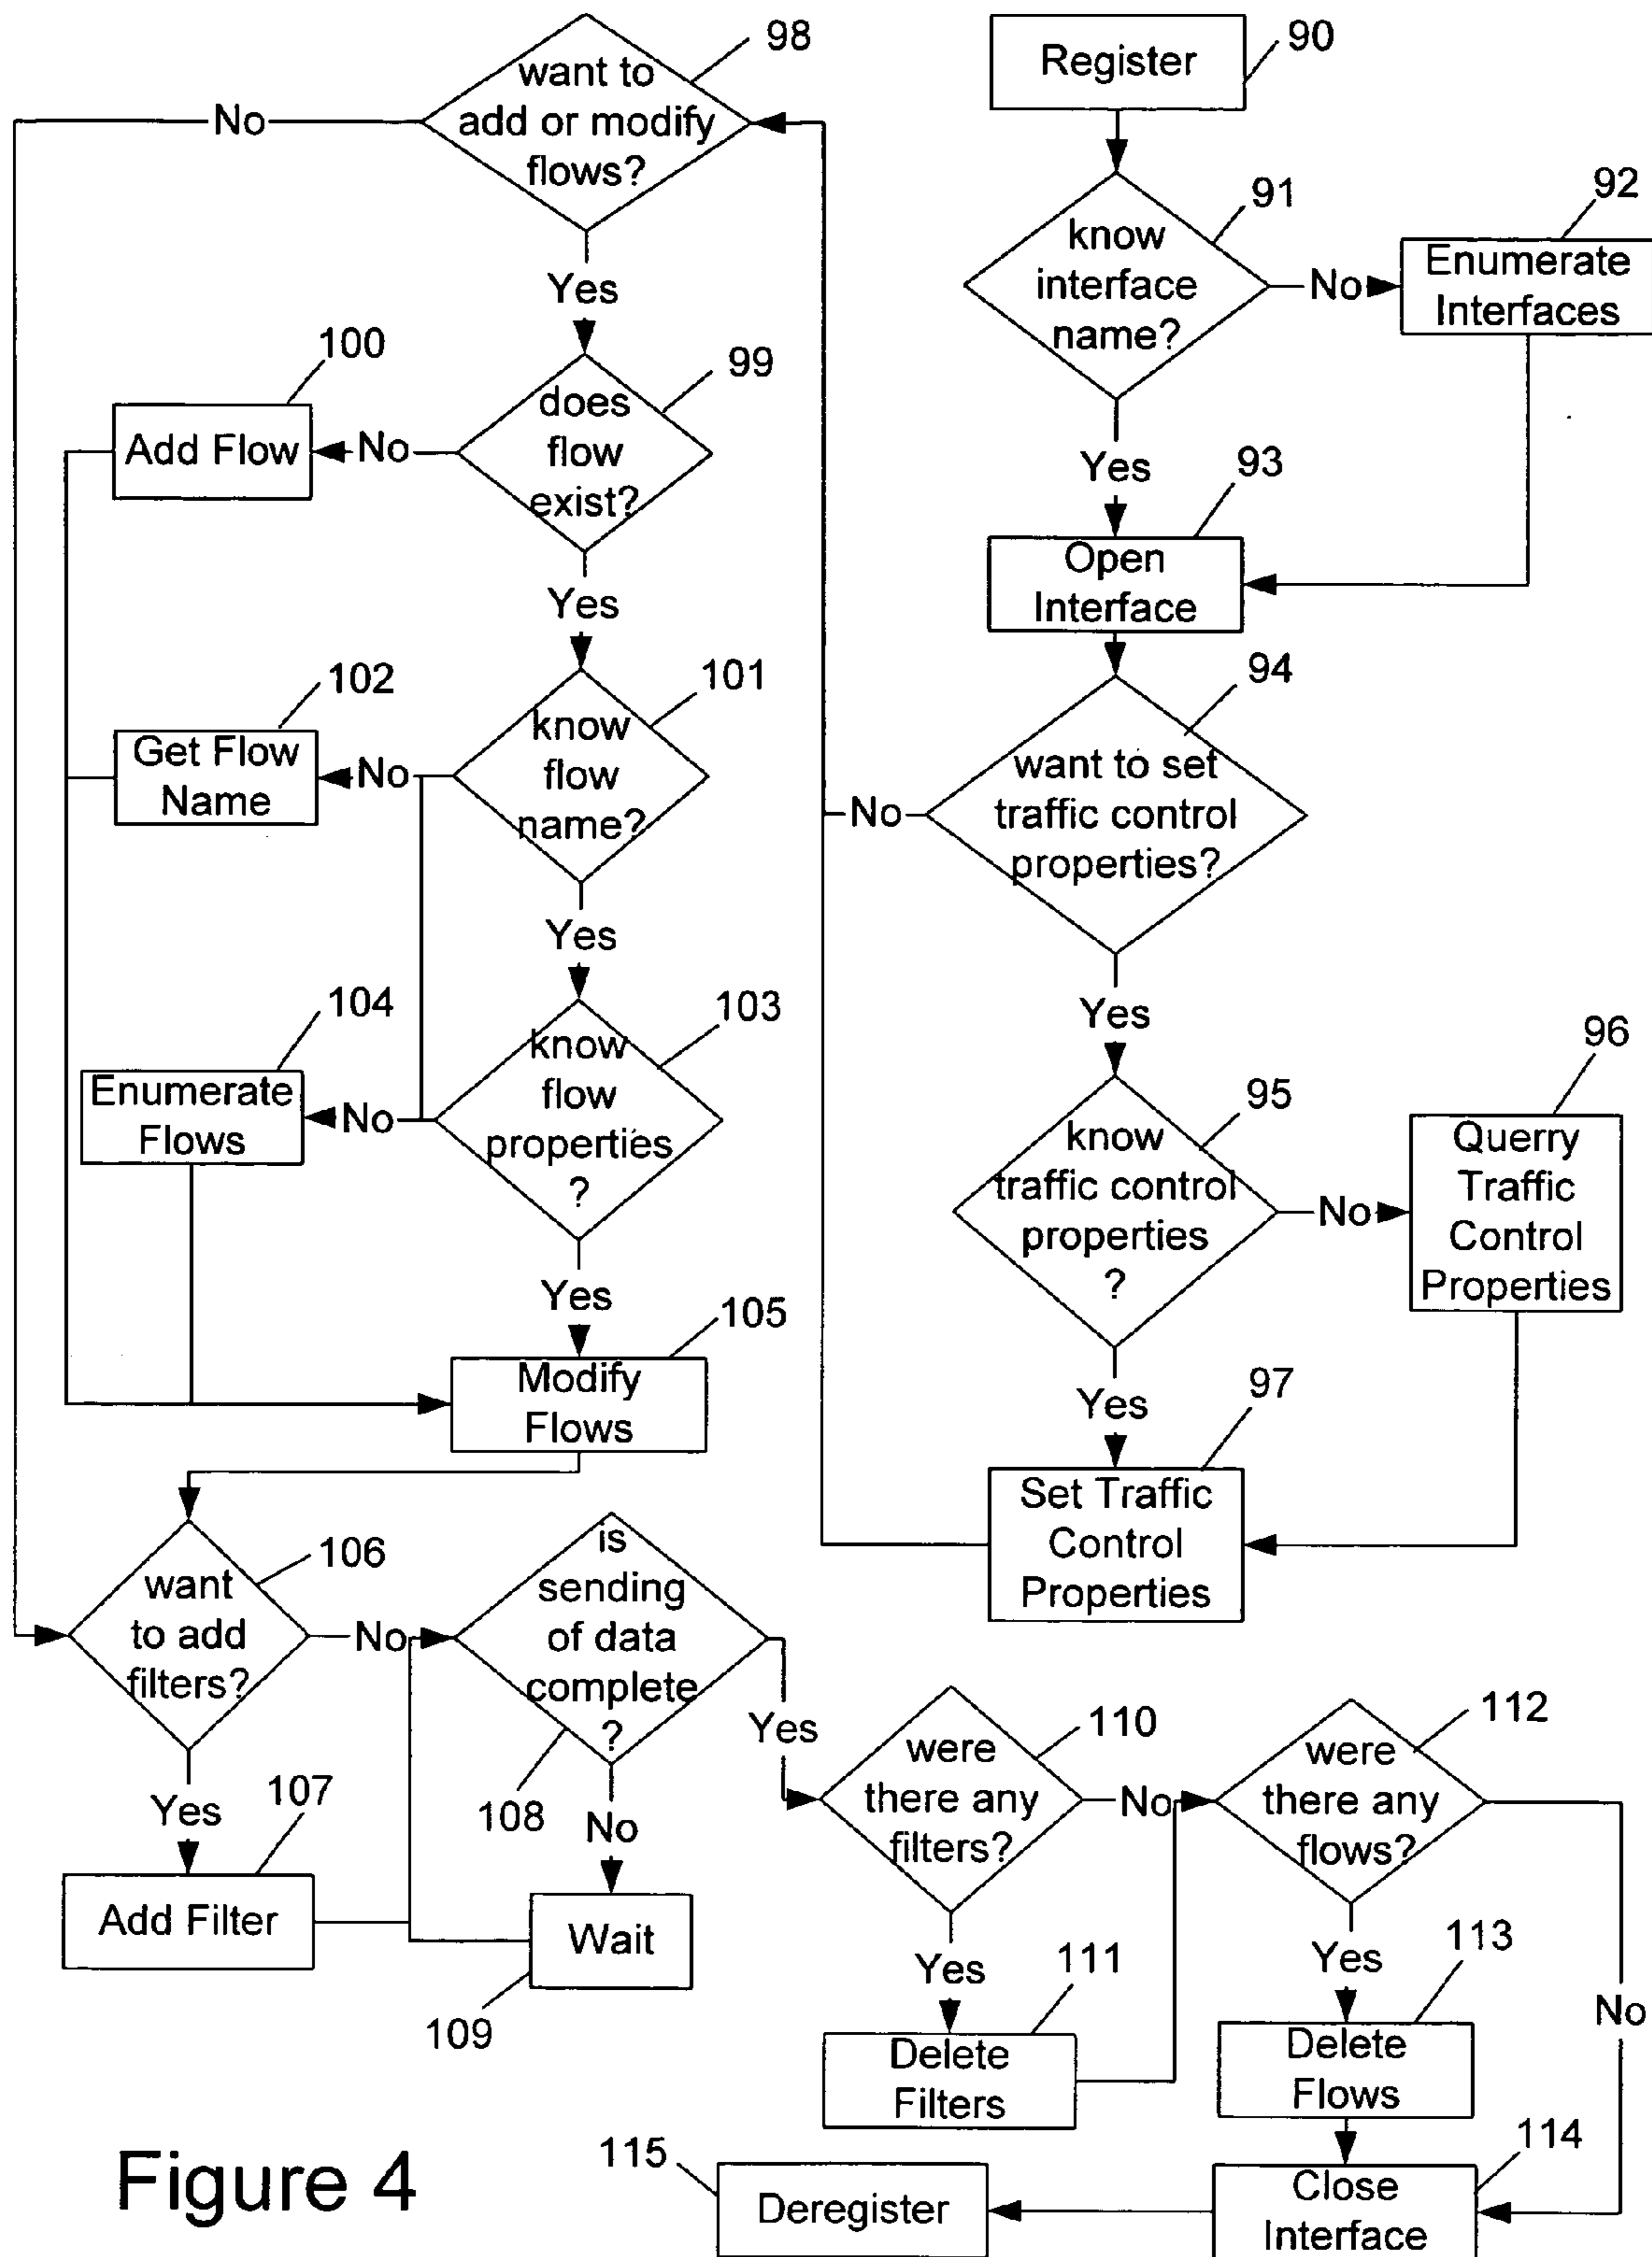 98
want to
add or modify
flows?
No
Yes
90
Register
91
know
interface
name?
No
92
Enumerate
Interfaces
Yes
93
Open
Interface
94
want to set
traffic control
properties?
No
Yes
95
know
traffic control
properties
?
No
96
Querry
Traffic
Control
Properties
Yes
97
Set Traffic
Control
Properties
99
does
flow
exist?
No
100
Add Flow
Yes
101
know
flow
name?
No
102
Get Flow
Name
Yes
103
know
flow
properties
?
No
104
Enumerate
Flows
Yes
105
Modify
Flows
106
want
to add
filters?
No
Yes
107
Add Filter
is
sending
of data
complete
?
108
No
Wait
109
Yes
110
were
there any
filters?
No
Yes
111
Delete
Filters
112
were
there any
flows?
No
Yes
113
Delete
Flows
114
Close
Interface
115
Deregister
Figure 4